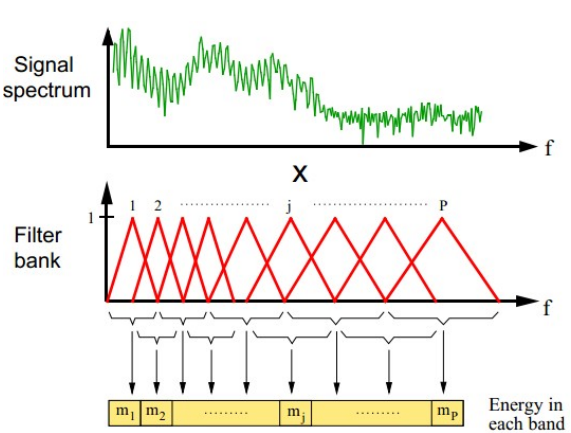 Signal
spectrum
f
X
1 2 .................. j .................. P
1
Filter
bank
f
m1 m2 ......... mj ......... mP
Energy in
each band